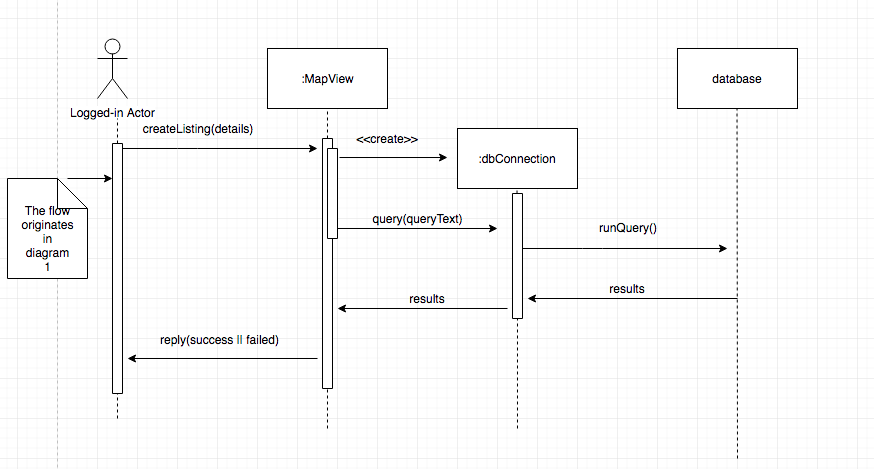 :MapView
database
Logged-in Actor
createListing(details)
<<create>>
:dbConnection
The flow
originates
in
diagram
1
query(queryText)
runQuery()
results
results
reply(success || failed)